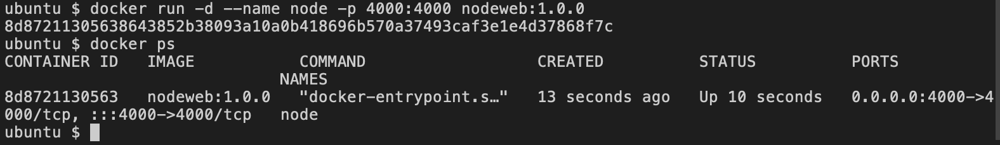 ubuntu $ docker run -d --name node -p 4000:4000 nodeweb:1.0.0
8d87211305638643852b38093a10a0b418696b570a37493caf3e1e4d37868f7c
ubuntu $ docker ps
CONTAINER ID   IMAGE           COMMAND                  CREATED          STATUS          PORTS
                             NAMES
8d8721130563   nodeweb:1.0.0   "docker-entrypoint.s…"   13 seconds ago   Up 10 seconds   0.0.0.0:4000->4
000/tcp, :::4000->4000/tcp   node
ubuntu $